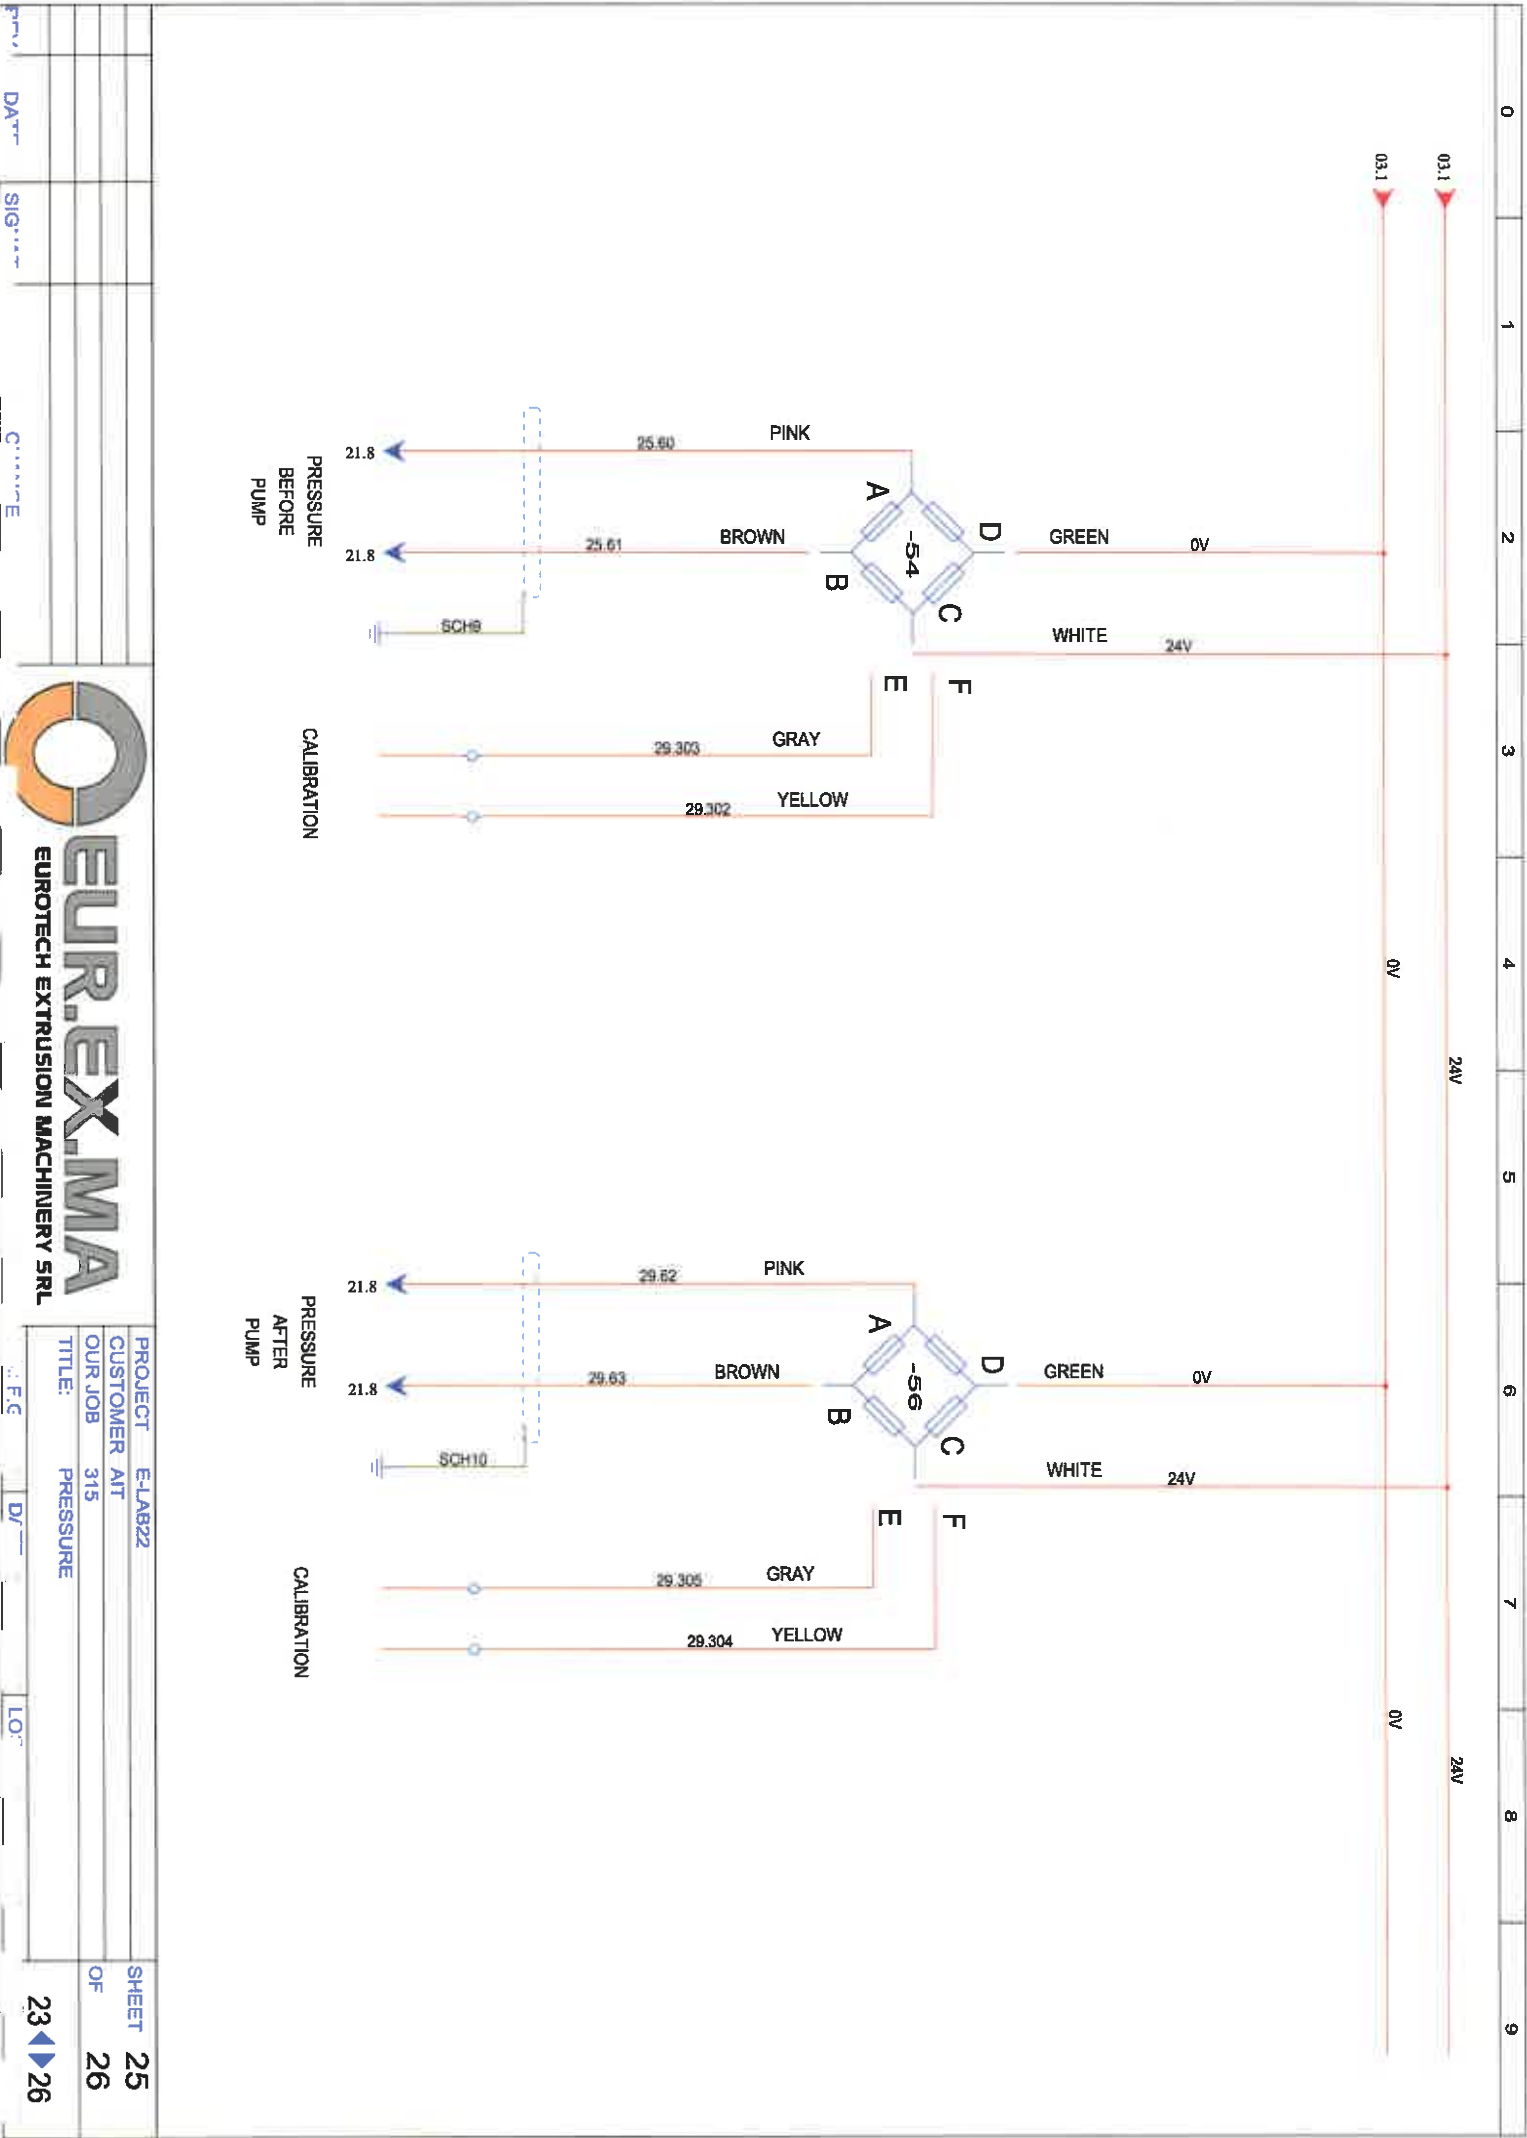 0 1 2 3 4 5 6 7 8 9
03.1
24V
24V
03.1
0V
0V
0V
24V
GREEN
WHITE
D
C
-54
A
B
F
E
PINK
BROWN
GRAY
YELLOW
25.60
25.61
29.303
29.302
SCH9
21.8
21.8
PRESSURE
BEFORE
PUMP
CALIBRATION
0V
24V
GREEN
WHITE
D
C
-56
A
B
F
E
PINK
BROWN
GRAY
YELLOW
29.62
29.63
29.305
29.304
SCH10
21.8
21.8
PRESSURE
AFTER
PUMP
CALIBRATION
EUR.EX.MA
EUROTECH EXTRUSION MACHINERY SRL
PROJECT E-LAB22
CUSTOMER AIT
OUR JOB 315
TITLE: PRESSURE
SHEET 25
OF 26
23 26